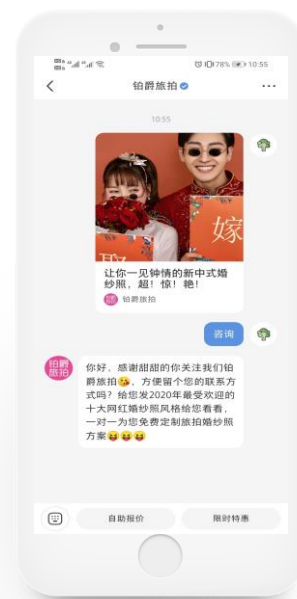 78% 10:55
铂爵旅拍
10:55
娶
嫁
让你一见钟情的新中式婚
纱照，超！惊！艳！
铂爵旅拍
咨询
铂爵
旅拍
你好，感谢甜甜的你关注我们铂
爵旅拍😘，方便留个您的联系方
式吗？给您发2020年最受欢迎的
十大网红婚纱照风格给您看看，
一对一为您免费定制旅拍婚纱照
方案😝😝😝
自助报价
限时特惠